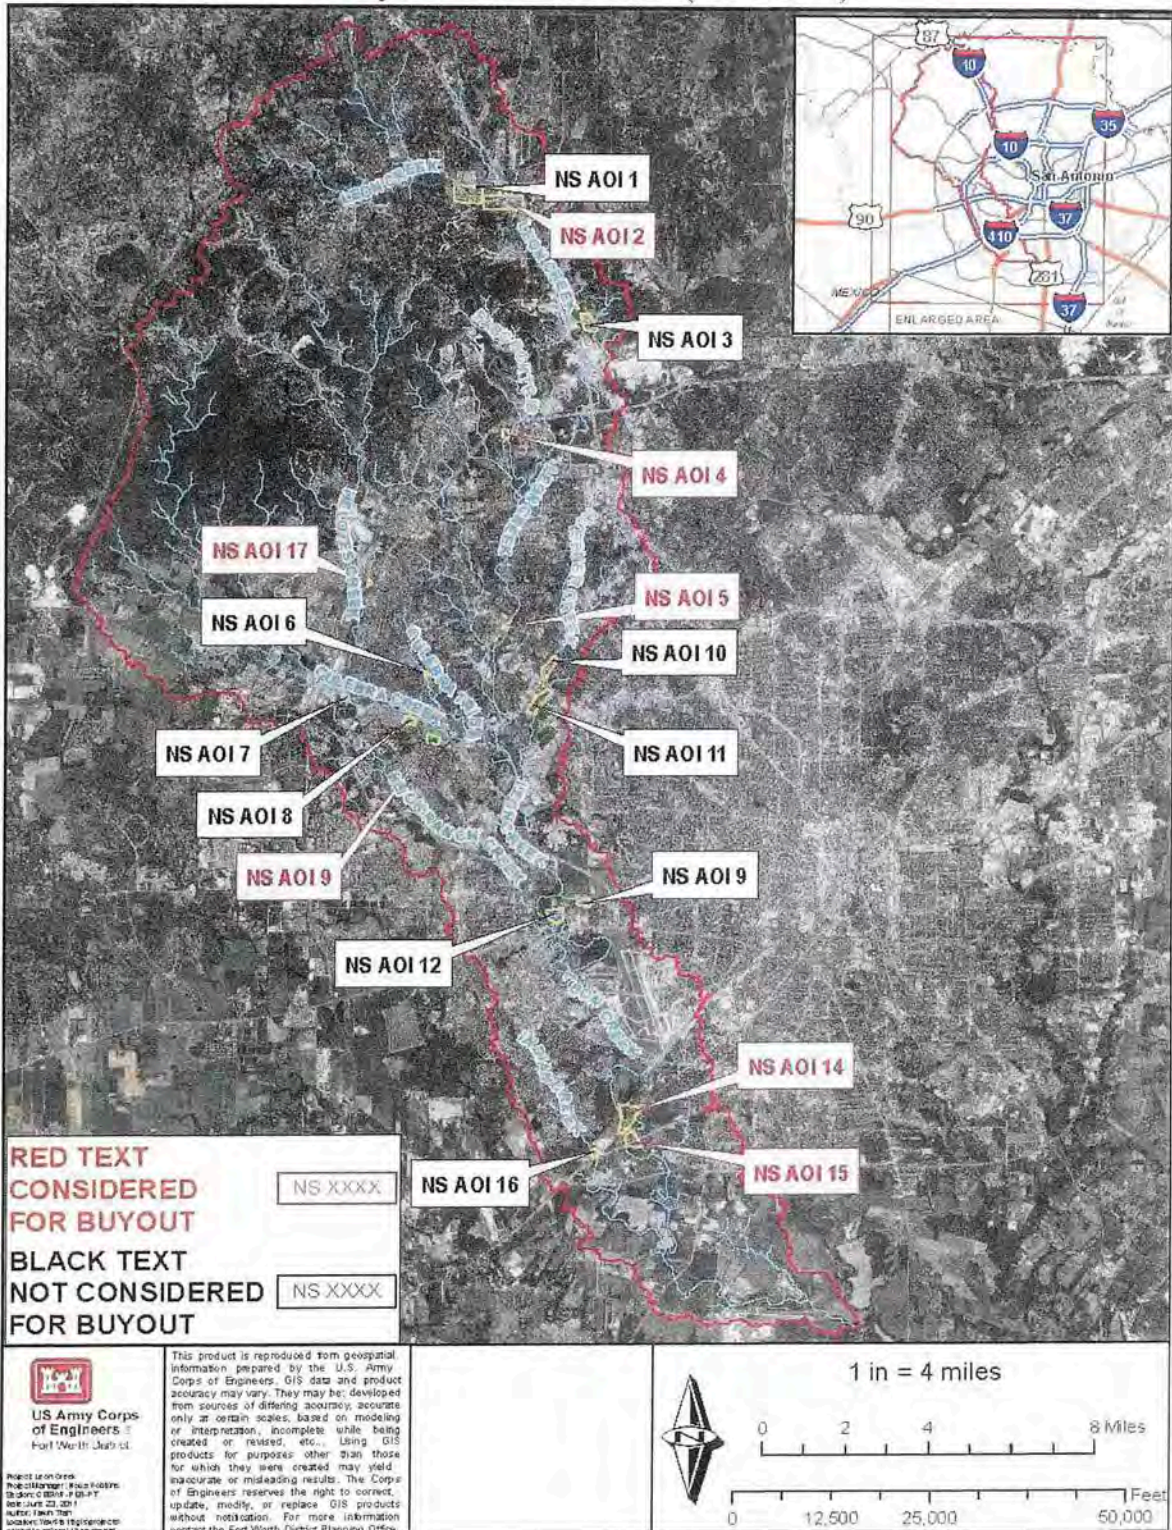 87
10
35
10
San Antonio
90
37
410
281
MEXICO
37
ENLARGED AREA
NS AOI 1
NS AOI 2
NS AOI 3
NS AOI 4
NS AOI 17
NS AOI 5
NS AOI 6
NS AOI 10
NS AOI 7
NS AOI 11
NS AOI 8
NS AOI 9
NS AOI 9
NS AOI 12
NS AOI 14
NS AOI 15
NS AOI 16
RED TEXT
CONSIDERED
FOR BUYOUT
NS XXXX
BLACK TEXT
NOT CONSIDERED
FOR BUYOUT
NS XXXX
US Army Corps
of Engineers
Fort Worth District
This product is reproduced from geospatial
information prepared by the U.S. Army
Corps of Engineers. GIS data and product
accuracy may vary. They may be: developed
from sources of differing accuracy, accurate
only at certain scales, based on modeling
or interpretation, incomplete while being
created or revised, etc.. Using GIS
products for purposes other than those
for which they were created may yield
inaccurate or misleading results. The Corps
of Engineers reserves the right to correct,
update, modify, or replace GIS products
without notification. For more information
contact the Fort Worth District Planning Office
N
1 in = 4 miles
0 2 4 8 Miles
Feet
0 12,500 25,000 50,000